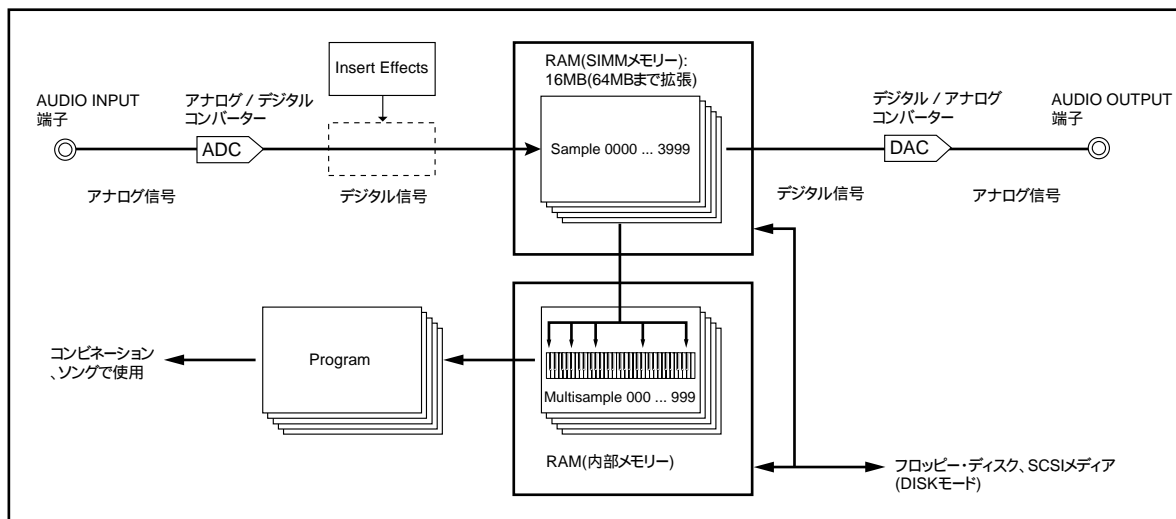 Insert Effects
RAM(SIMMメモリー):
16MB(64MBまで拡張)
AUDIO INPUT
端子
アナログ / デジタル
コンバーター
ADC
Sample 0000 ... 3999
デジタル / アナログ
コンバーター
DAC
AUDIO OUTPUT
端子
アナログ信号
デジタル信号
デジタル信号
アナログ信号
コンビネーション
、ソングで使用
Program
Multisample 000 ... 999
RAM(内部メモリー)
フロッピー・ディスク、SCSIメディア
(DISKモード)